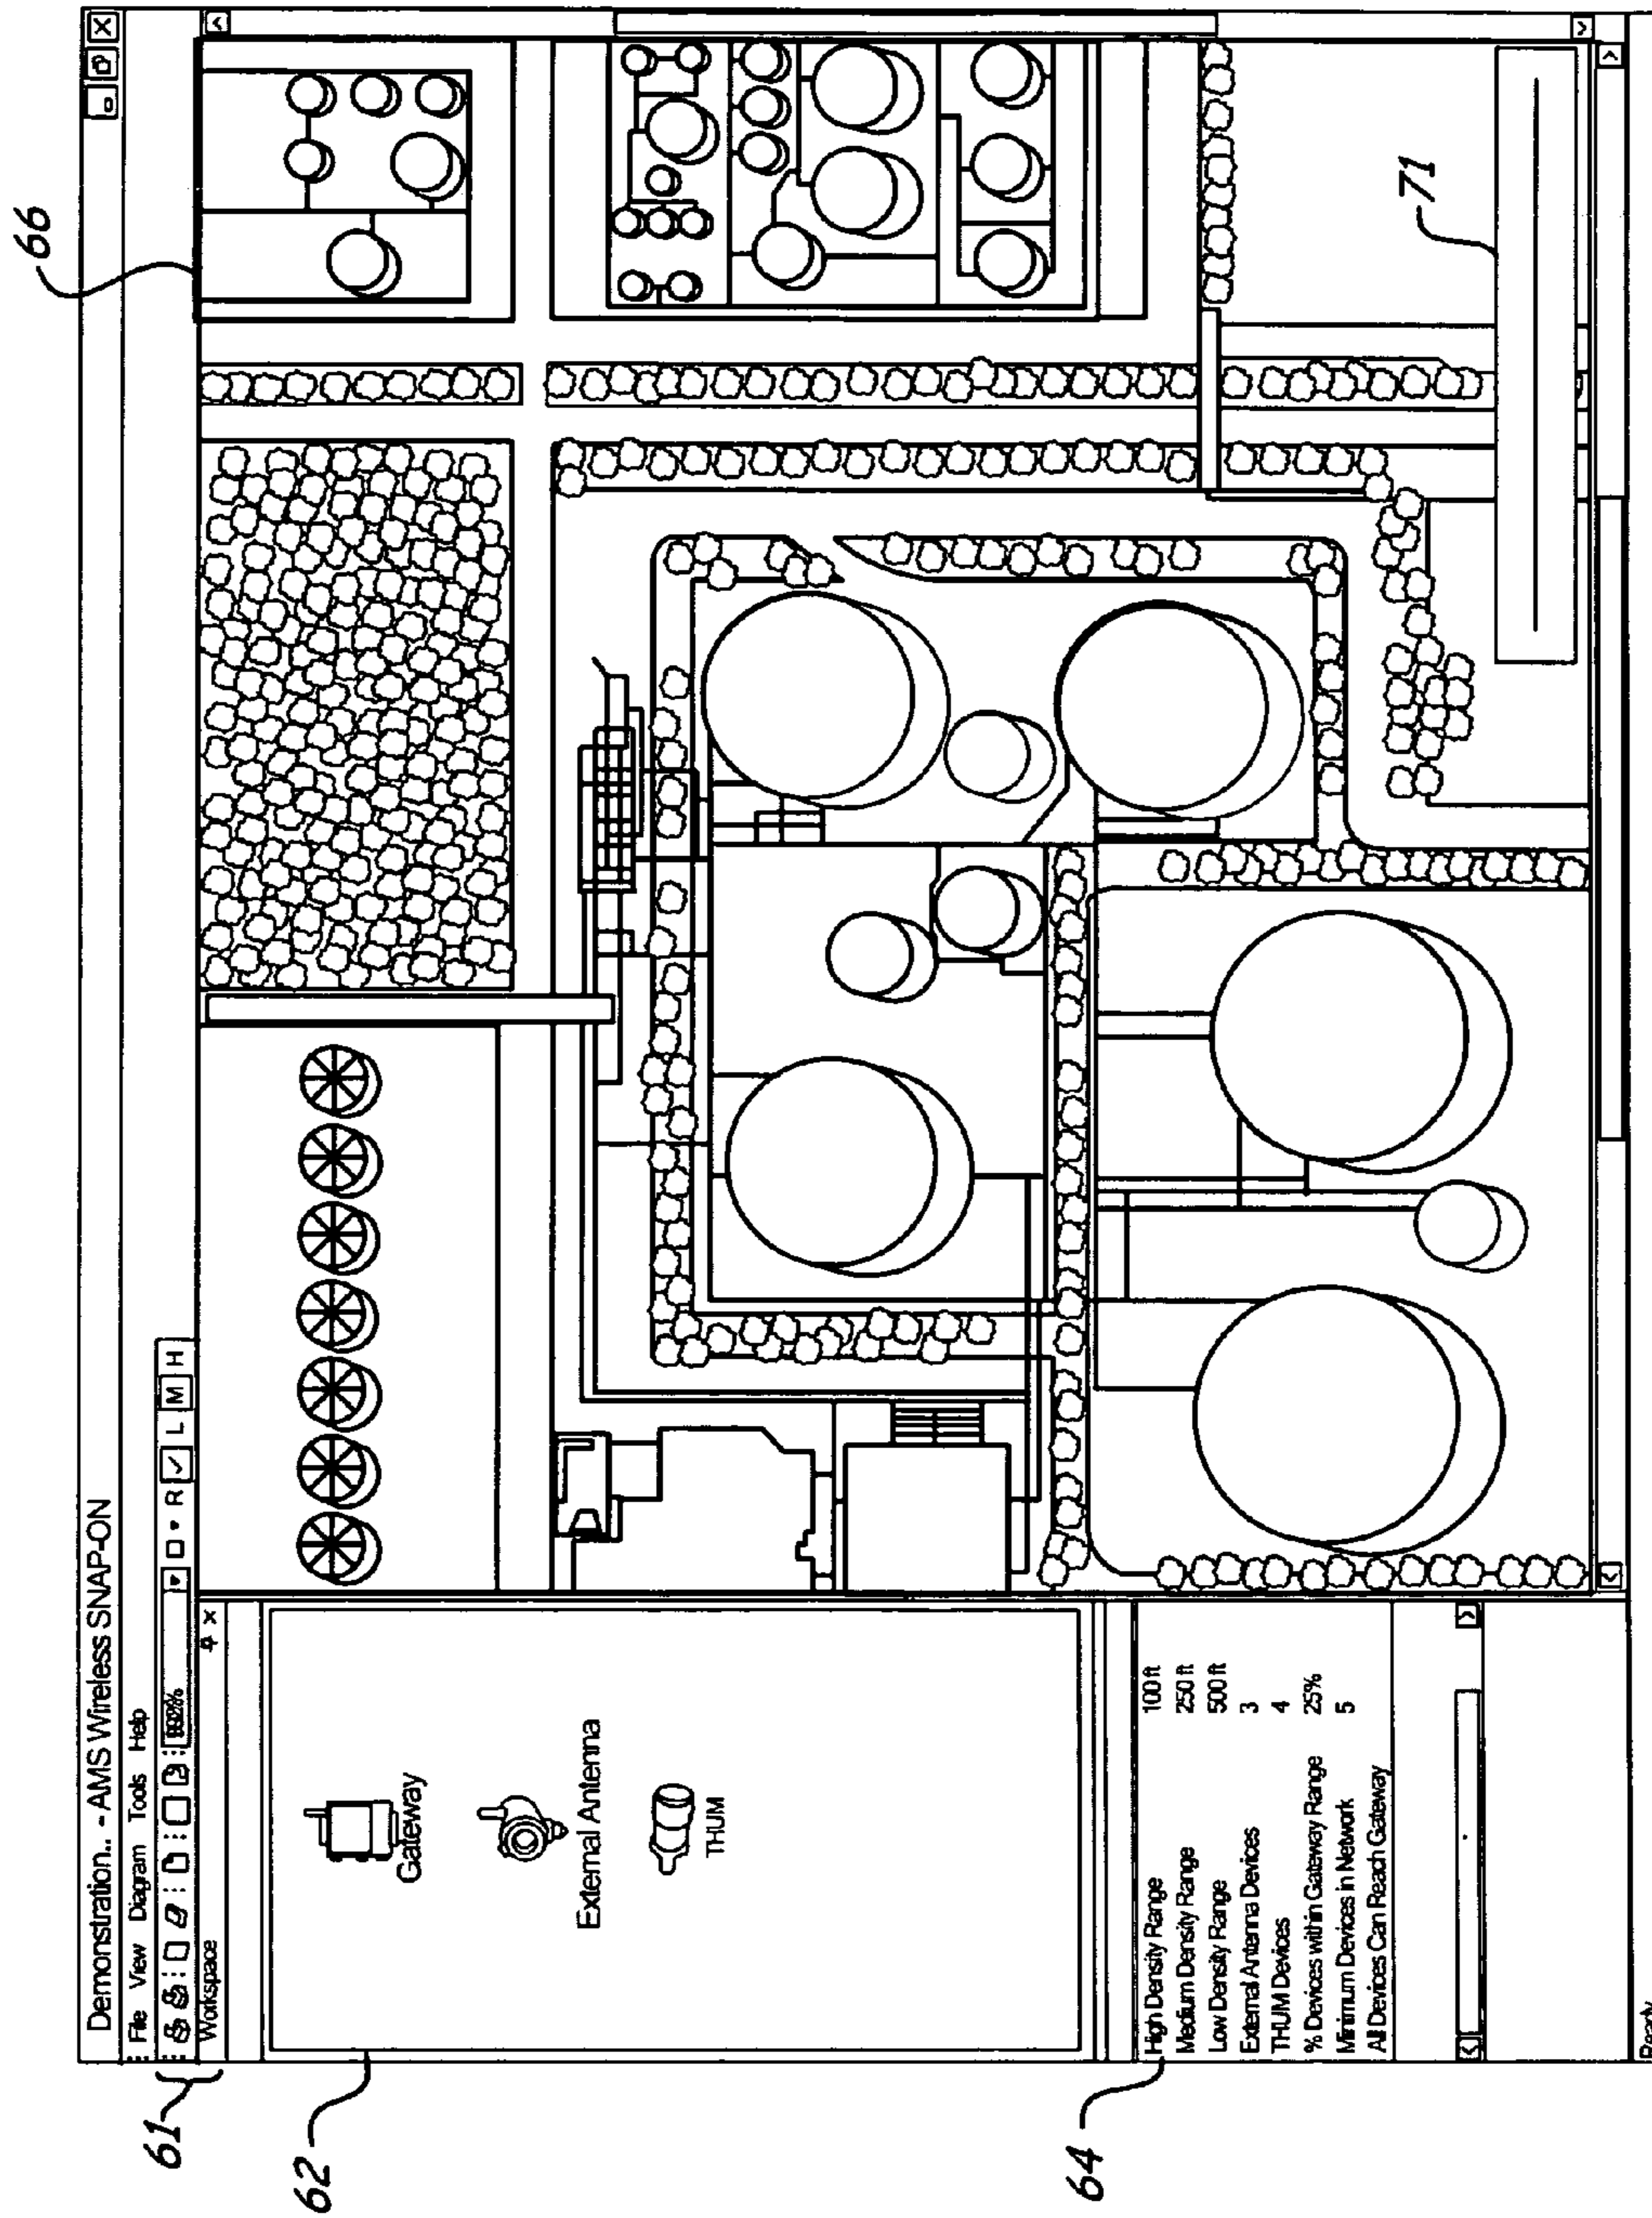 Demonstration.. - AMS Wireless SNAP-ON
File View Diagram Tools Help
R L M H
Workspace
Gateway
External Antenna
THUM
High Density Range 100 ft
Medium Density Range 250 ft
Low Density Range 500 ft
External Antenna Devices 3
THUM Devices 4
% Devices within Gateway Range 25%
Minimum Devices in Network 5
All Devices Can Reach Gateway
Ready
61
62
64
66
71